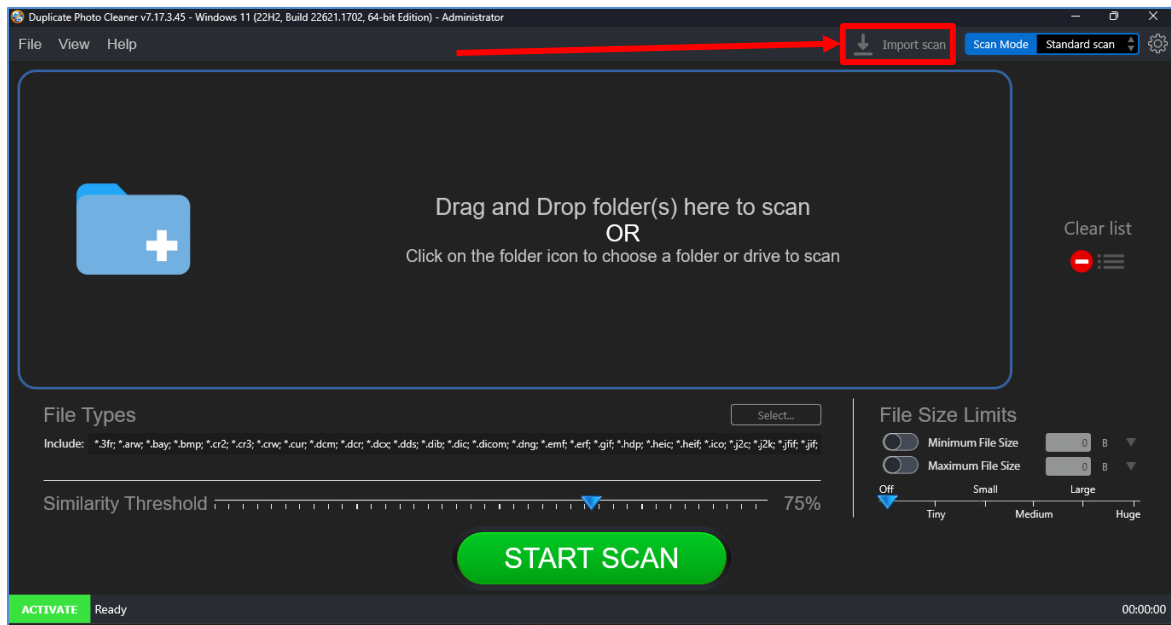 Duplicate Photo Cleaner v7.17.3.45 - Windows 11 (22H2, Build 22621.1702, 64-bit Edition) - Administrator
File View Help
Import scan
Scan Mode
Standard scan
Drag and Drop folder(s) here to scan
OR
Click on the folder icon to choose a folder or drive to scan
Clear list
File Types
Select...
Include: *.3fr; *.arw; *.bay; *.bmp; *.cr2; *.cr3; *.crw; *.cur; *.dcm; *.dcr; *.dcx; *.dds; *.dib; *.dic; *.dicom; *.dng; *.emf; *.erf; *.gif; *.hdp; *.heic; *.heif; *.ico; *.j2c; *.j2k; *.jfif; *.jif;
Similarity Threshold 75%
File Size Limits
Minimum File Size 0 B
Maximum File Size 0 B
Off Small Large
Tiny Medium Huge
START SCAN
ACTIVATE Ready 00:00:00